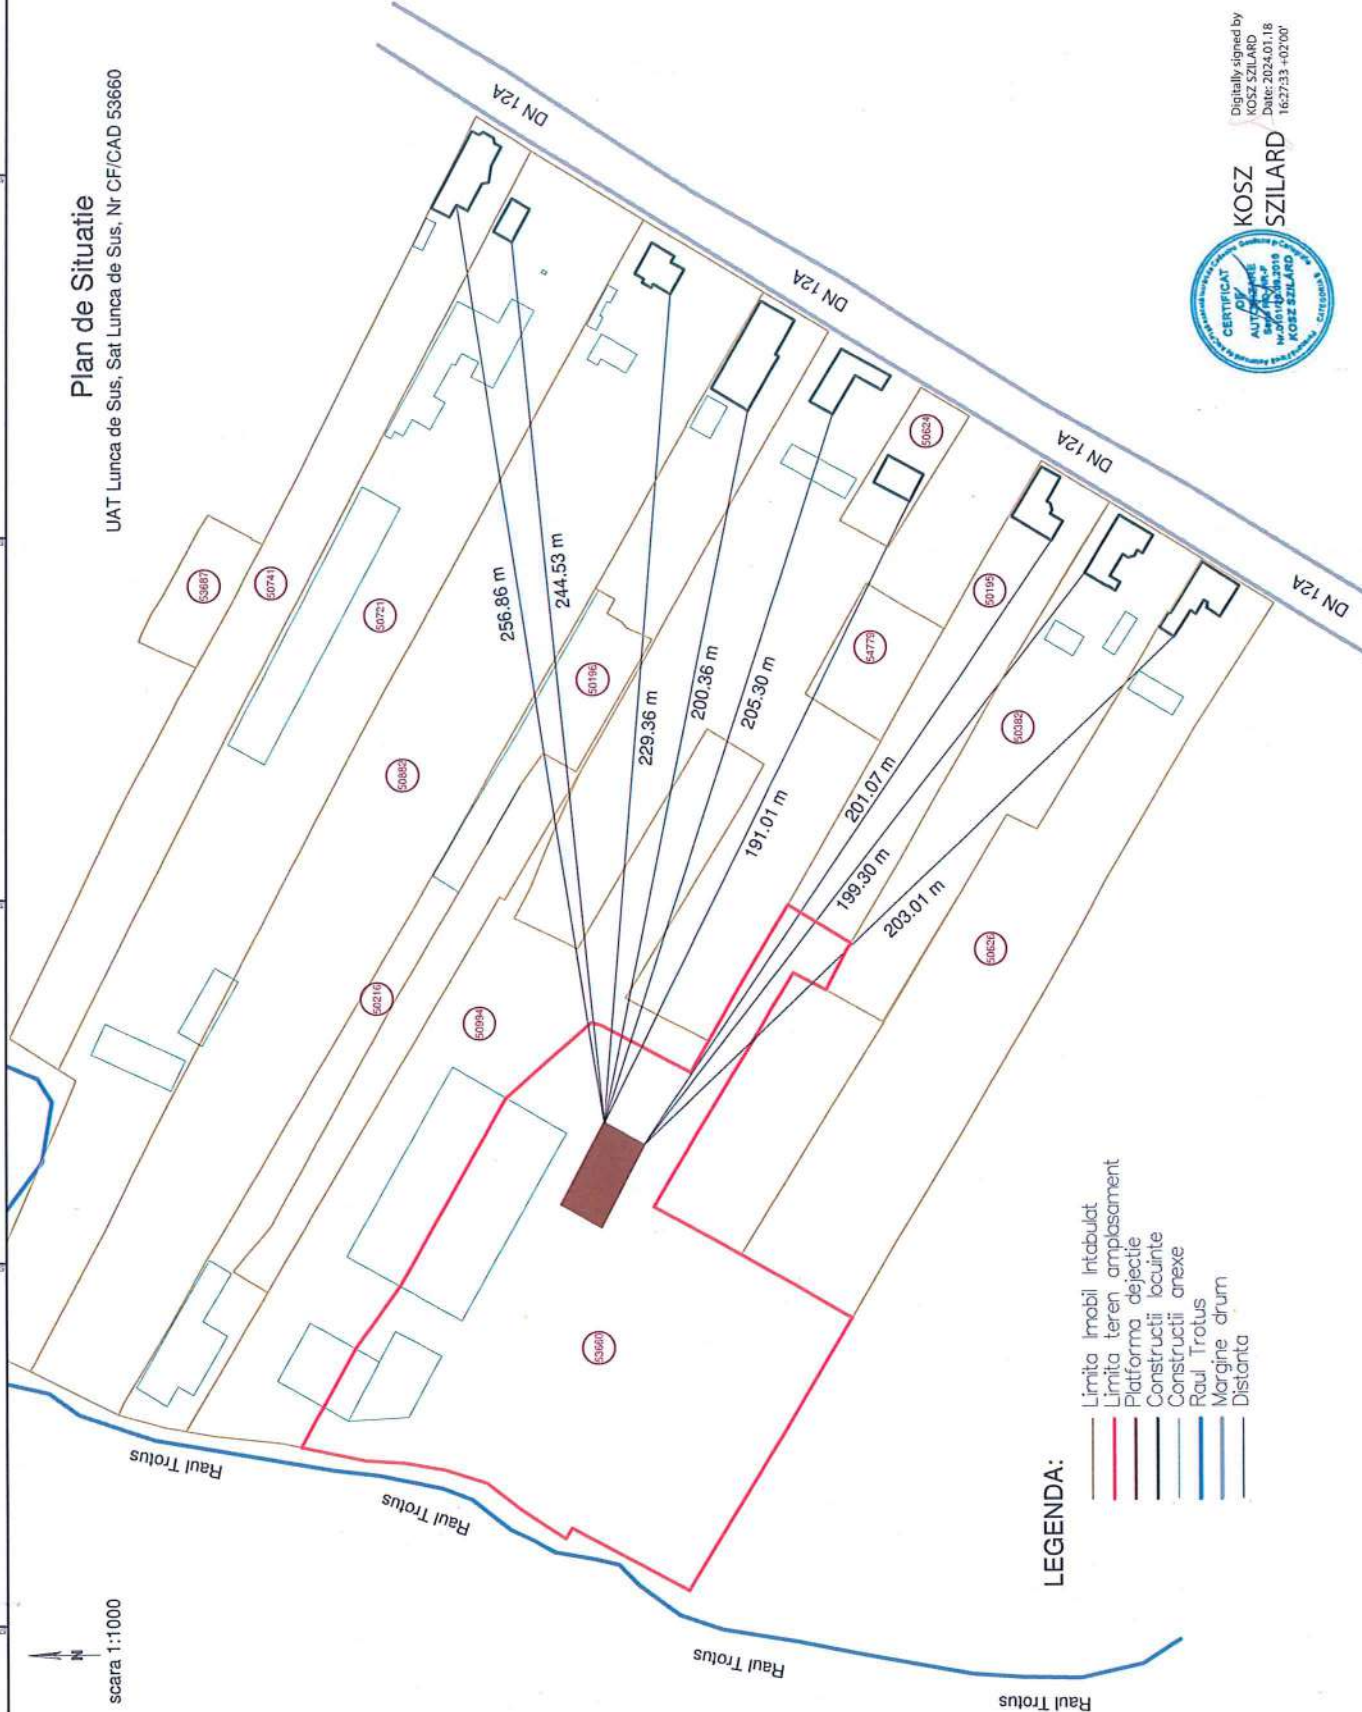 Plan de Situatie
UAT Lunca de Sus, Sat Lunca de Sus, Nr CF/CAD 53660
N
scara 1:1000
DN 12A
DN 12A
DN 12A
DN 12A
53687
50741
50721
50882
50196
50216
50994
50624
54779
50195
50382
50626
53660
256.86 m
244.53 m
229.36 m
200.36 m
205.30 m
191.01 m
201.07 m
199.30 m
203.01 m
Raul Trotus
Raul Trotus
Raul Trotus
Raul Trotus
LEGENDA:
Limita Imobil Intabulat
Limita teren amplasament
Platforma dejectie
Constructii locuinte
Constructii anexe
Raul Trotus
Margine drum
Distanta
CERTIFICAT
DE
AUTORIZARE
KOSZ SZILÁRD
KOSZ
SZILARD
Digitally signed by
KOSZ SZILARD
Date: 2024.01.18
16:27:33 +02'00'